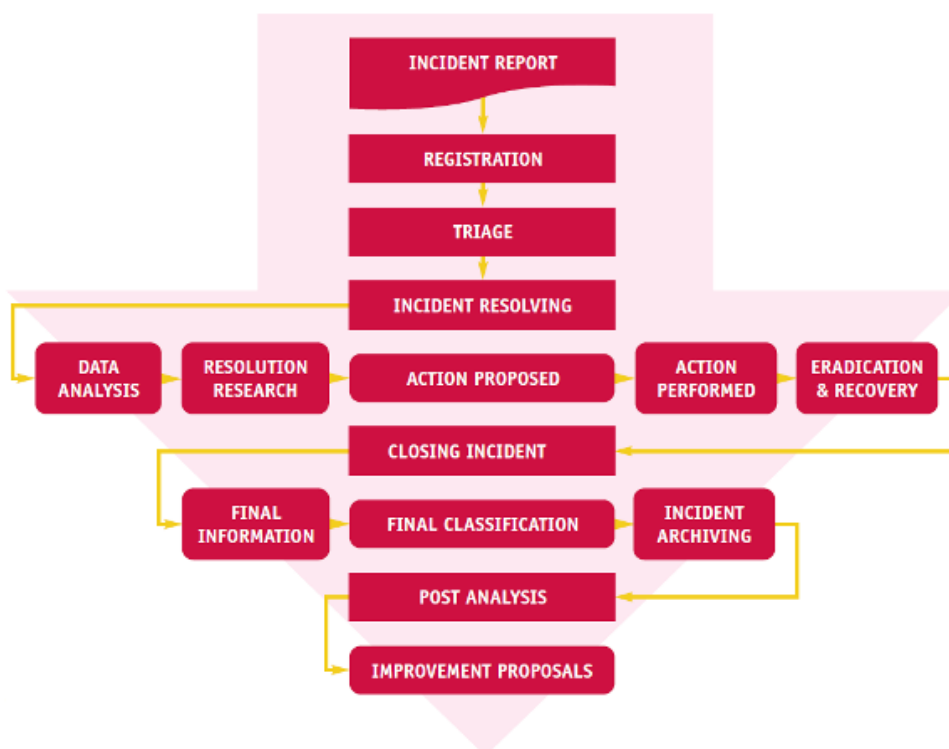 INCIDENT REPORT
REGISTRATION
TRIAGE
INCIDENT RESOLVING
DATA
ANALYSIS
RESOLUTION
RESEARCH
ACTION PROPOSED
ACTION
PERFORMED
ERADICATION
& RECOVERY
CLOSING INCIDENT
FINAL
INFORMATION
FINAL CLASSIFICATION
INCIDENT
ARCHIVING
POST ANALYSIS
IMPROVEMENT PROPOSALS